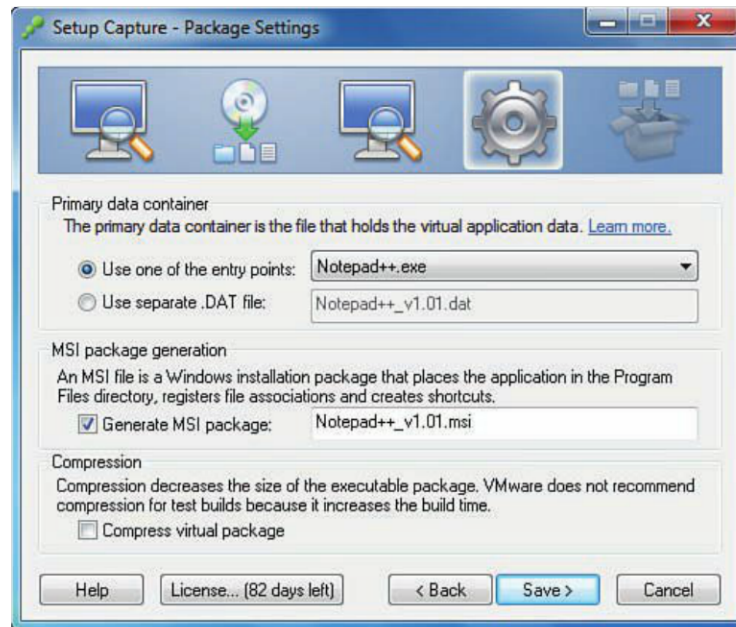 Setup Capture - Package Settings
Primary data container
The primary data container is the file that holds the virtual application data. Learn more.
Use one of the entry points: Notepad++.exe
Use separate .DAT file: Notepad++_v1.01.dat
MSI package generation
An MSI file is a Windows installation package that places the application in the Program
Files directory, registers file associations and creates shortcuts.
Generate MSI package: Notepad++_v1.01.msi
Compression
Compression decreases the size of the executable package. VMware does not recommend
compression for test builds because it increases the build time.
Compress virtual package
Help License... (82 days left) < Back Save > Cancel